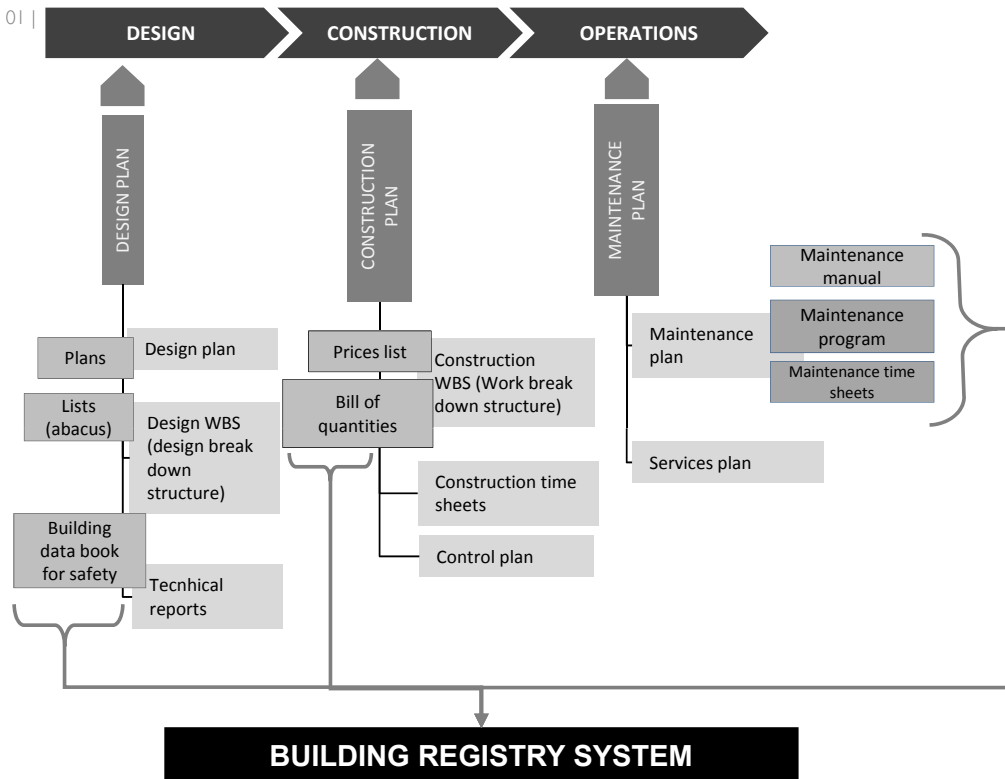 01 |
DESIGN
CONSTRUCTION
OPERATIONS
DESIGN PLAN
CONSTRUCTION
PLAN
MAINTENANCE
PLAN
Plans
Design plan
Lists
(abacus)
Design WBS
(design break
down
structure)
Building
data book
for safety
Tecnhical
reports
Prices list
Construction
WBS (Work break
down structure)
Bill of
quantities
Construction time
sheets
Control plan
Maintenance
plan
Maintenance
manual
Maintenance
program
Maintenance time
sheets
Services plan
BUILDING REGISTRY SYSTEM